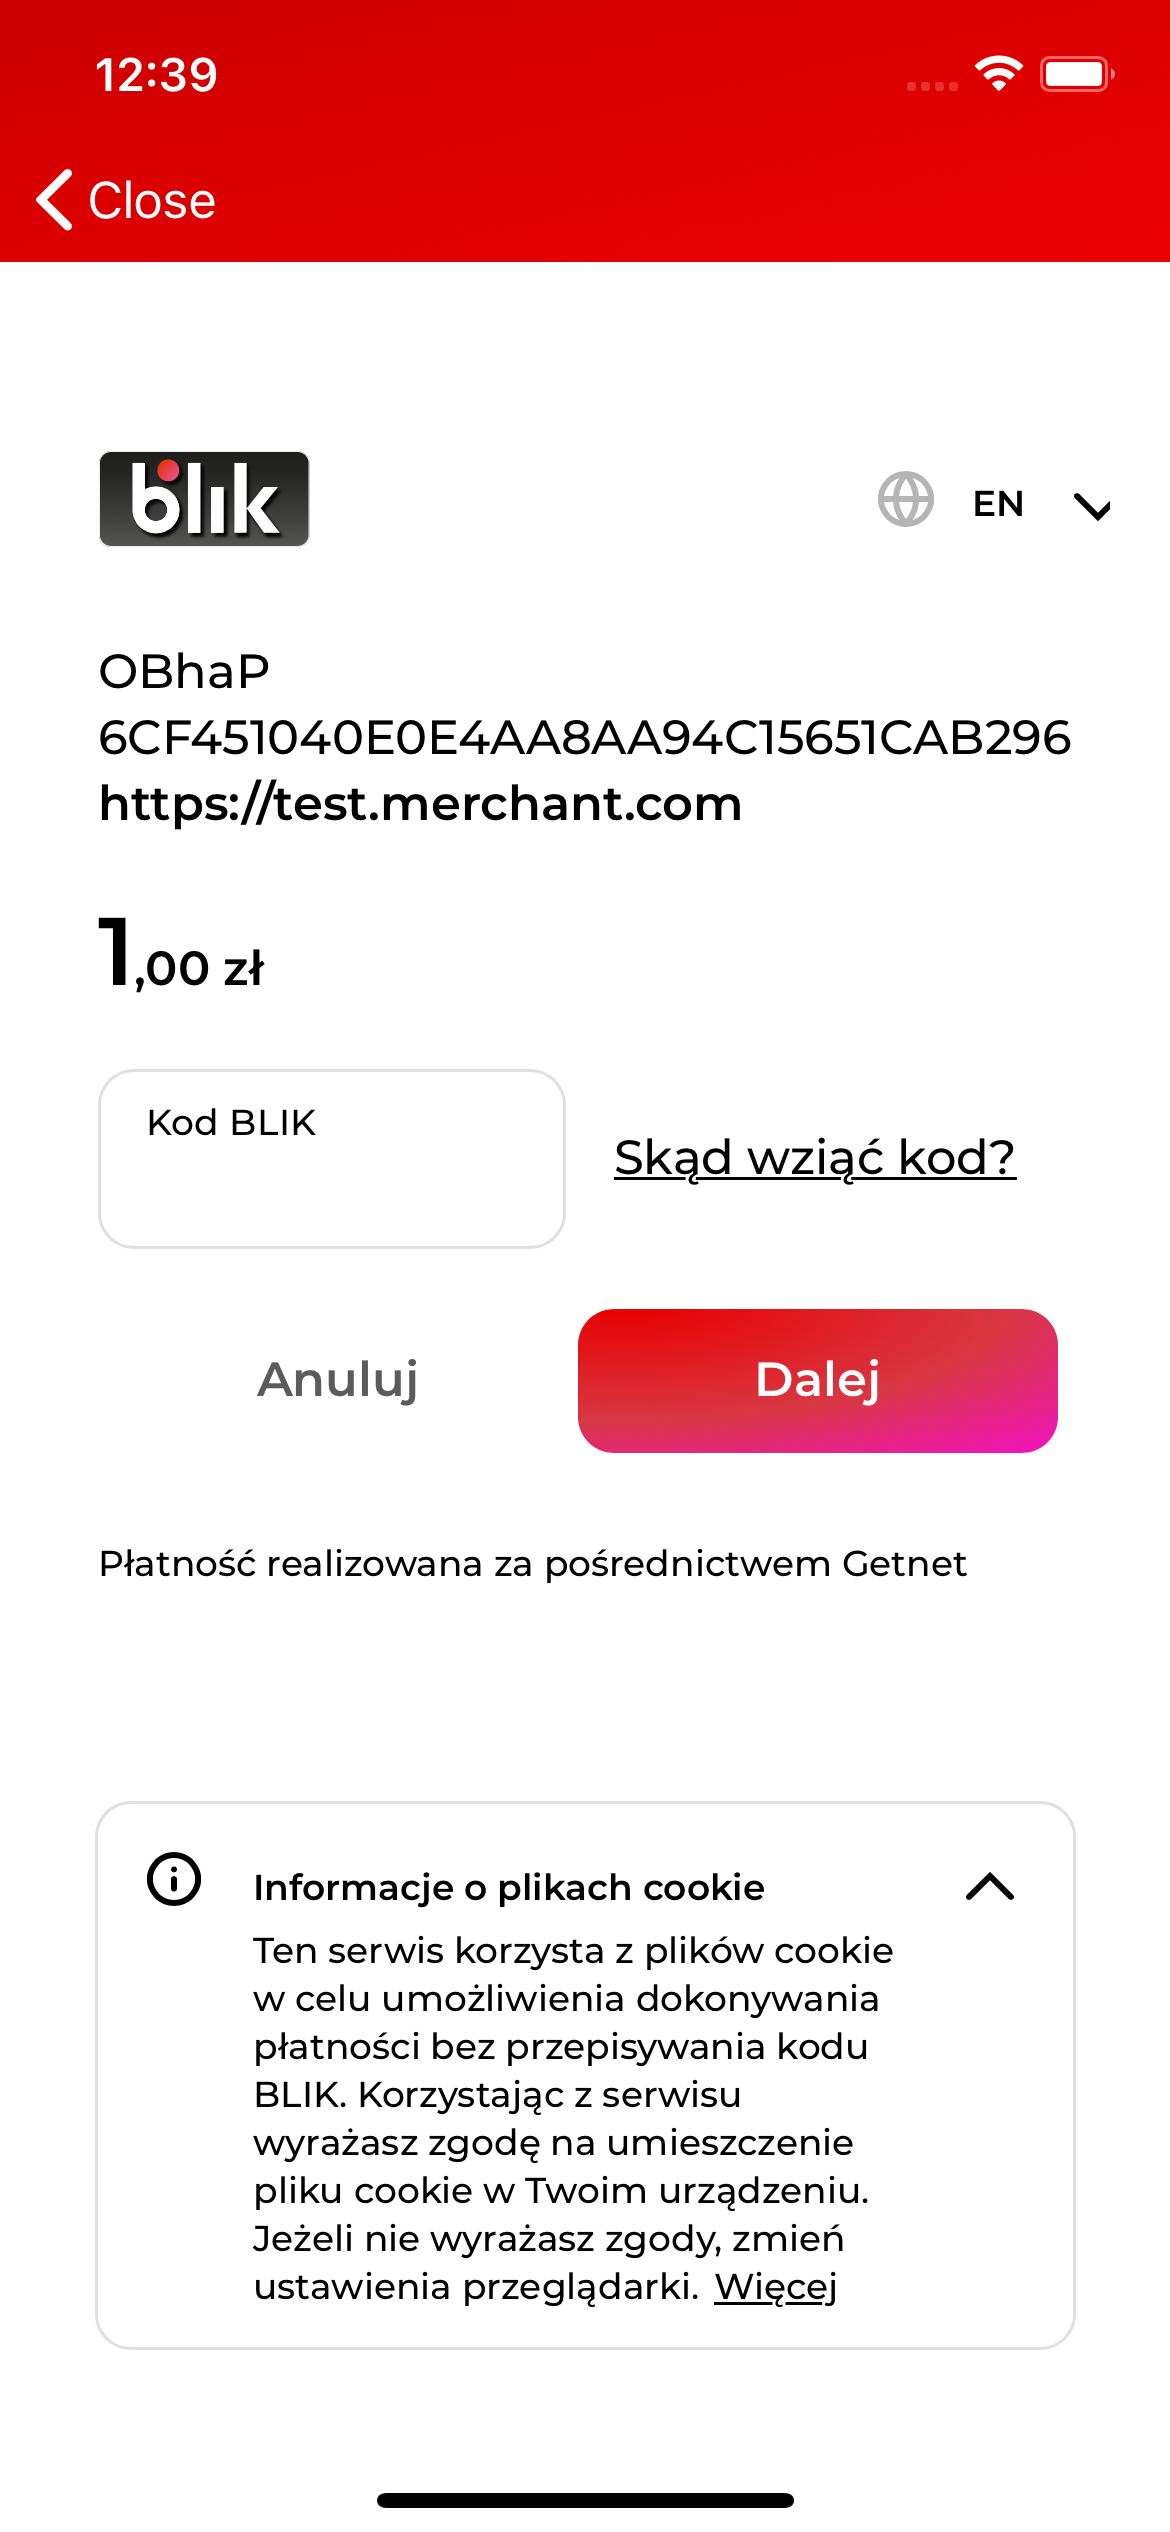 12:39
Close
blik
EN
OBhaP
6CF451040E0E4AA8AA94C15651CAB296
https://test.merchant.com
1,00 zł
Kod BLIK
Skąd wziąć kod?
Anuluj
Dalej
Płatność realizowana za pośrednictwem Getnet
Informacje o plikach cookie
Ten serwis korzysta z plików cookie
w celu umożliwienia dokonywania
płatności bez przepisywania kodu
BLIK. Korzystając z serwisu
wyrażasz zgodę na umieszczenie
pliku cookie w Twoim urządzeniu.
Jeżeli nie wyrażasz zgody, zmień
ustawienia przeglądarki. Więcej